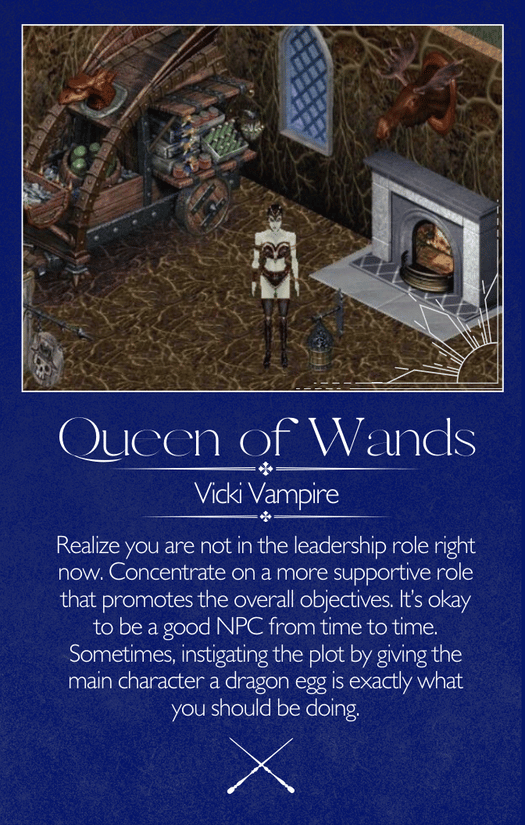 Queen of Wands
Vicki Vampire
Realize you are not in the leadership role right
now. Concentrate on a more supportive role
that promotes the overall objectives. It's okay
to be a good NPC from time to time.
Sometimes, instigating the plot by giving the
main character a dragon egg is exactly what
you should be doing.